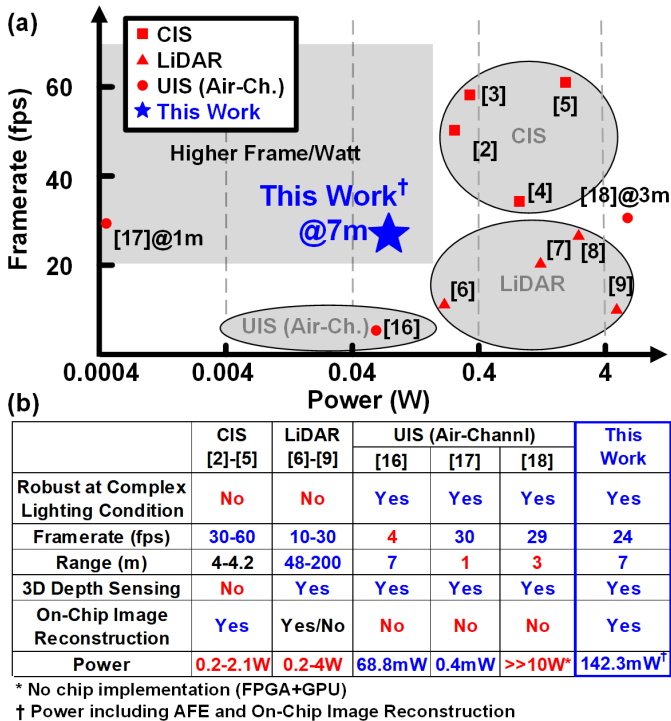 (a)
CIS
LiDAR
UIS (Air-Ch.)
This Work
Framerate (fps)
60
40
20
0
Higher Frame/Watt
This Work†
@7m
[17]@1m
[3]
[5]
[2]
CIS
[4]
[18]@3m
[7]
[8]
[6]
LiDAR
[9]
UIS (Air-Ch.)
[16]
0.0004
0.004
0.04
0.4
4
Power (W)
(b)
CIS [2]-[5] LiDAR [6]-[9] UIS (Air-Channl) This Work
[16] [17] [18]
Robust at Complex Lighting Condition No No Yes Yes Yes Yes
Framerate (fps) 30-60 10-30 4 30 29 24
Range (m) 4-4.2 48-200 7 1 3 7
3D Depth Sensing No Yes Yes Yes Yes Yes
On-Chip Image Reconstruction Yes Yes/No No No No Yes
Power 0.2-2.1W 0.2-4W 68.8mW 0.4mW >>10W* 142.3mW†
* No chip implementation (FPGA+GPU)
† Power including AFE and On-Chip Image Reconstruction